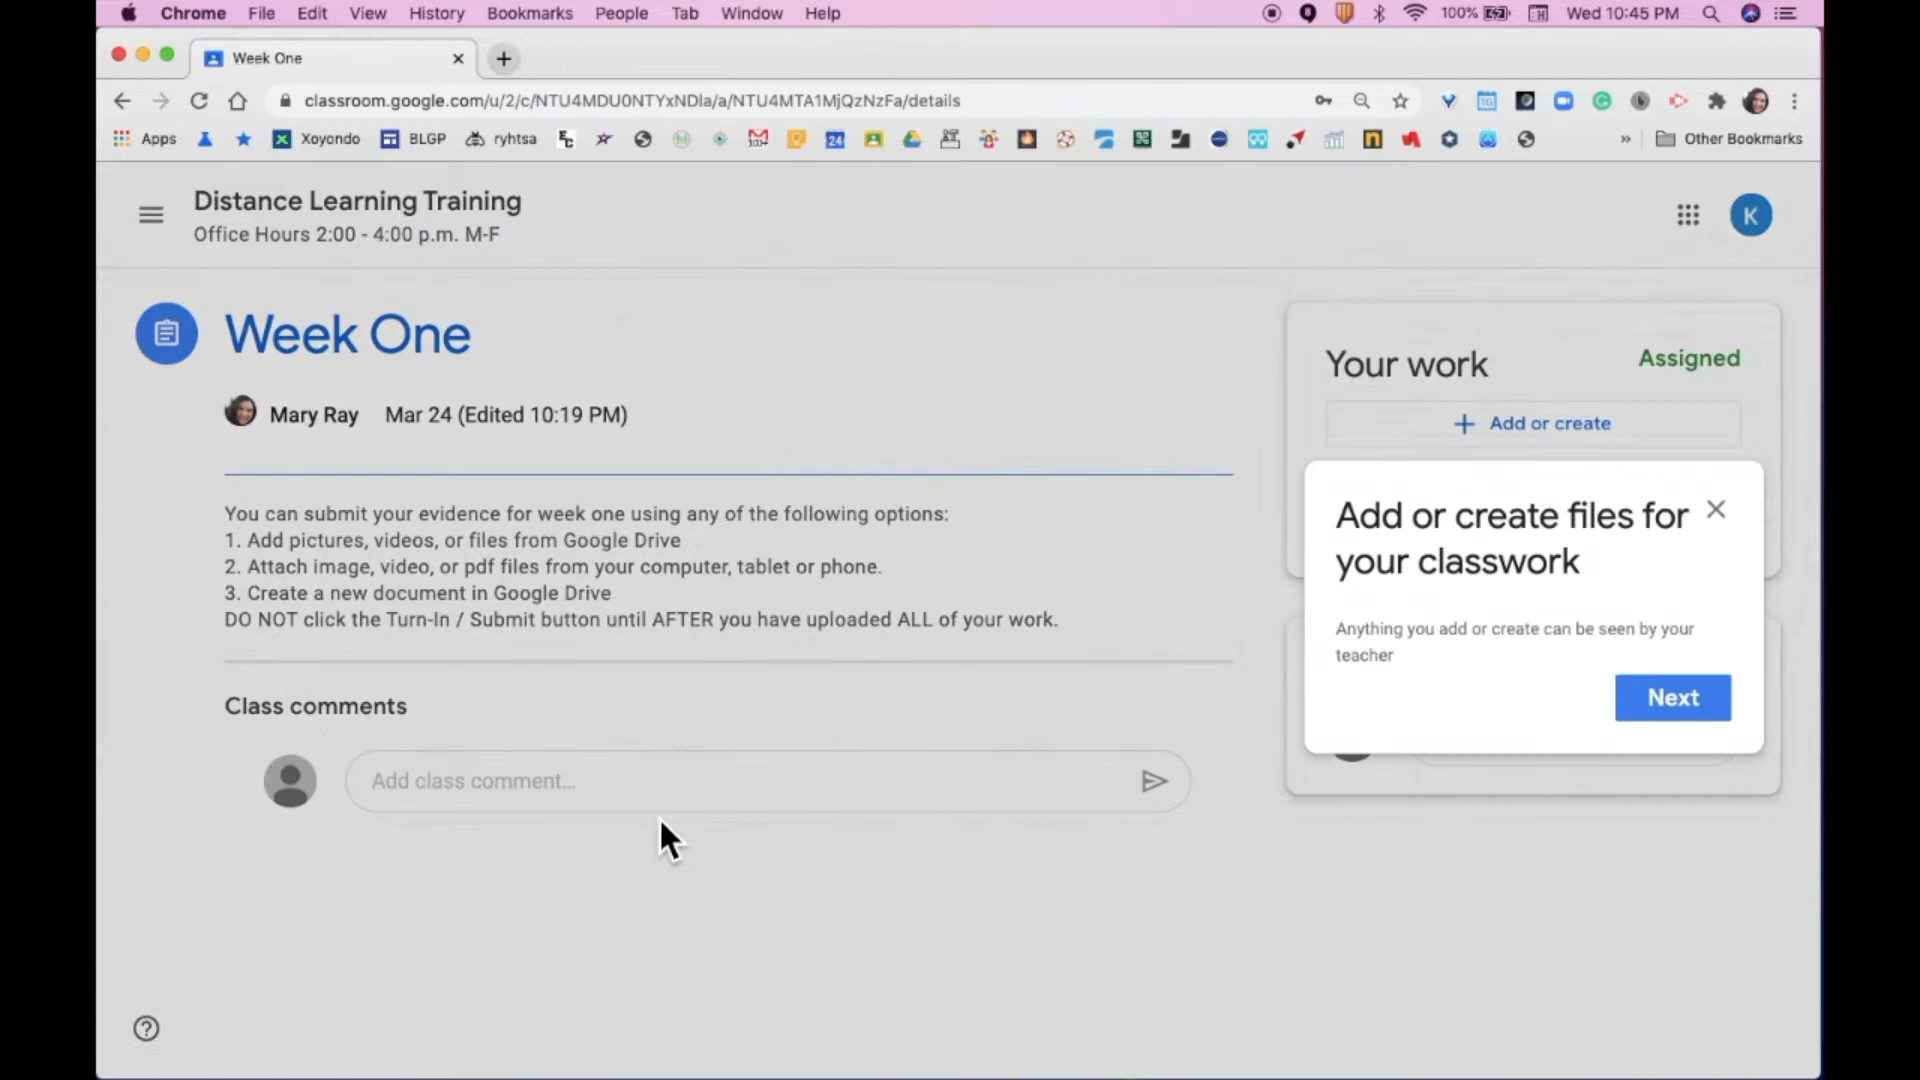 Chrome File Edit View History Bookmarks People Tab Window Help 100% Wed 10:45 PM
Week One
classroom.google.com/u/2/c/NTU4MDU0NTYxNDla/a/NTU4MTA1MjQzNzFa/details
Apps Xoyondo BLGP ryhtsa 24 » Other Bookmarks
Distance Learning Training
Office Hours 2:00 - 4:00 p.m. M-F
K
Week One
Mary Ray Mar 24 (Edited 10:19 PM)
You can submit your evidence for week one using any of the following options:
1. Add pictures, videos, or files from Google Drive
2. Attach image, video, or pdf files from your computer, tablet or phone.
3. Create a new document in Google Drive
DO NOT click the Turn-In / Submit button until AFTER you have uploaded ALL of your work.
Class comments
Add class comment...
Your work Assigned
+ Add or create
Add or create files for
your classwork
Anything you add or create can be seen by your
teacher
Next